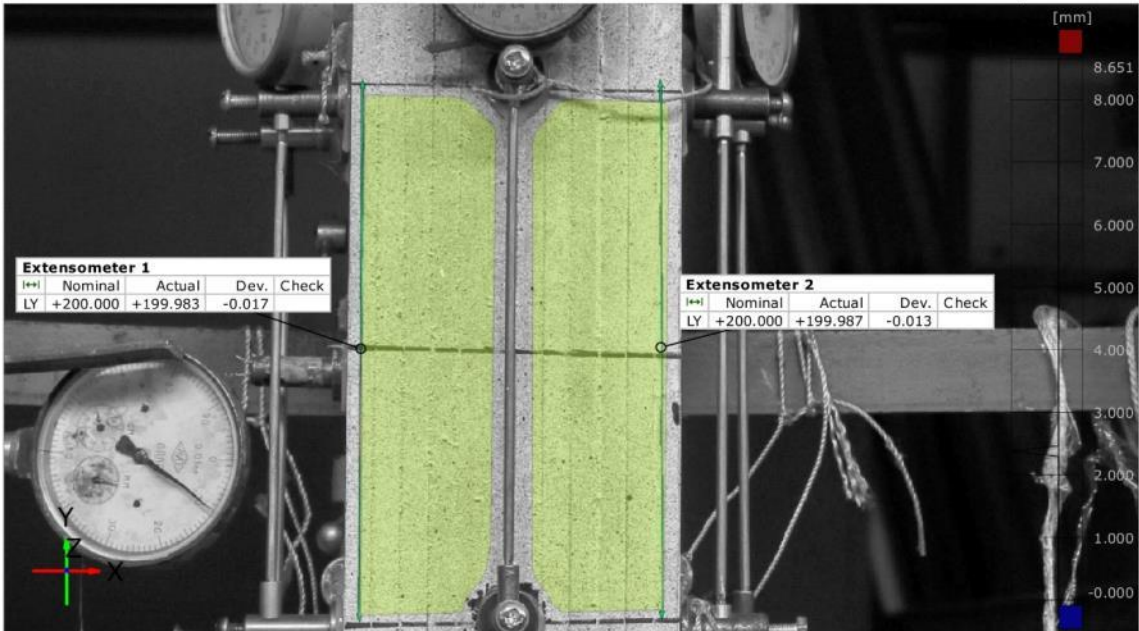 [mm]
8.651
8.000
7.000
6.000
5.000
4.000
3.000
2.000
1.000
-0.000
Extensometer 1
Nominal Actual Dev. Check
LY +200.000 +199.983 -0.017
Extensometer 2
Nominal Actual Dev. Check
LY +200.000 +199.987 -0.013
Y
Z
X